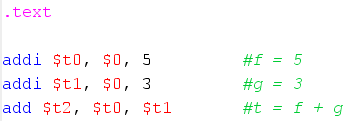 .text
addi $t0, $0, 5 #f = 5
addi $t1, $0, 3 #g = 3
add $t2, $t0, $t1 #t = f + g